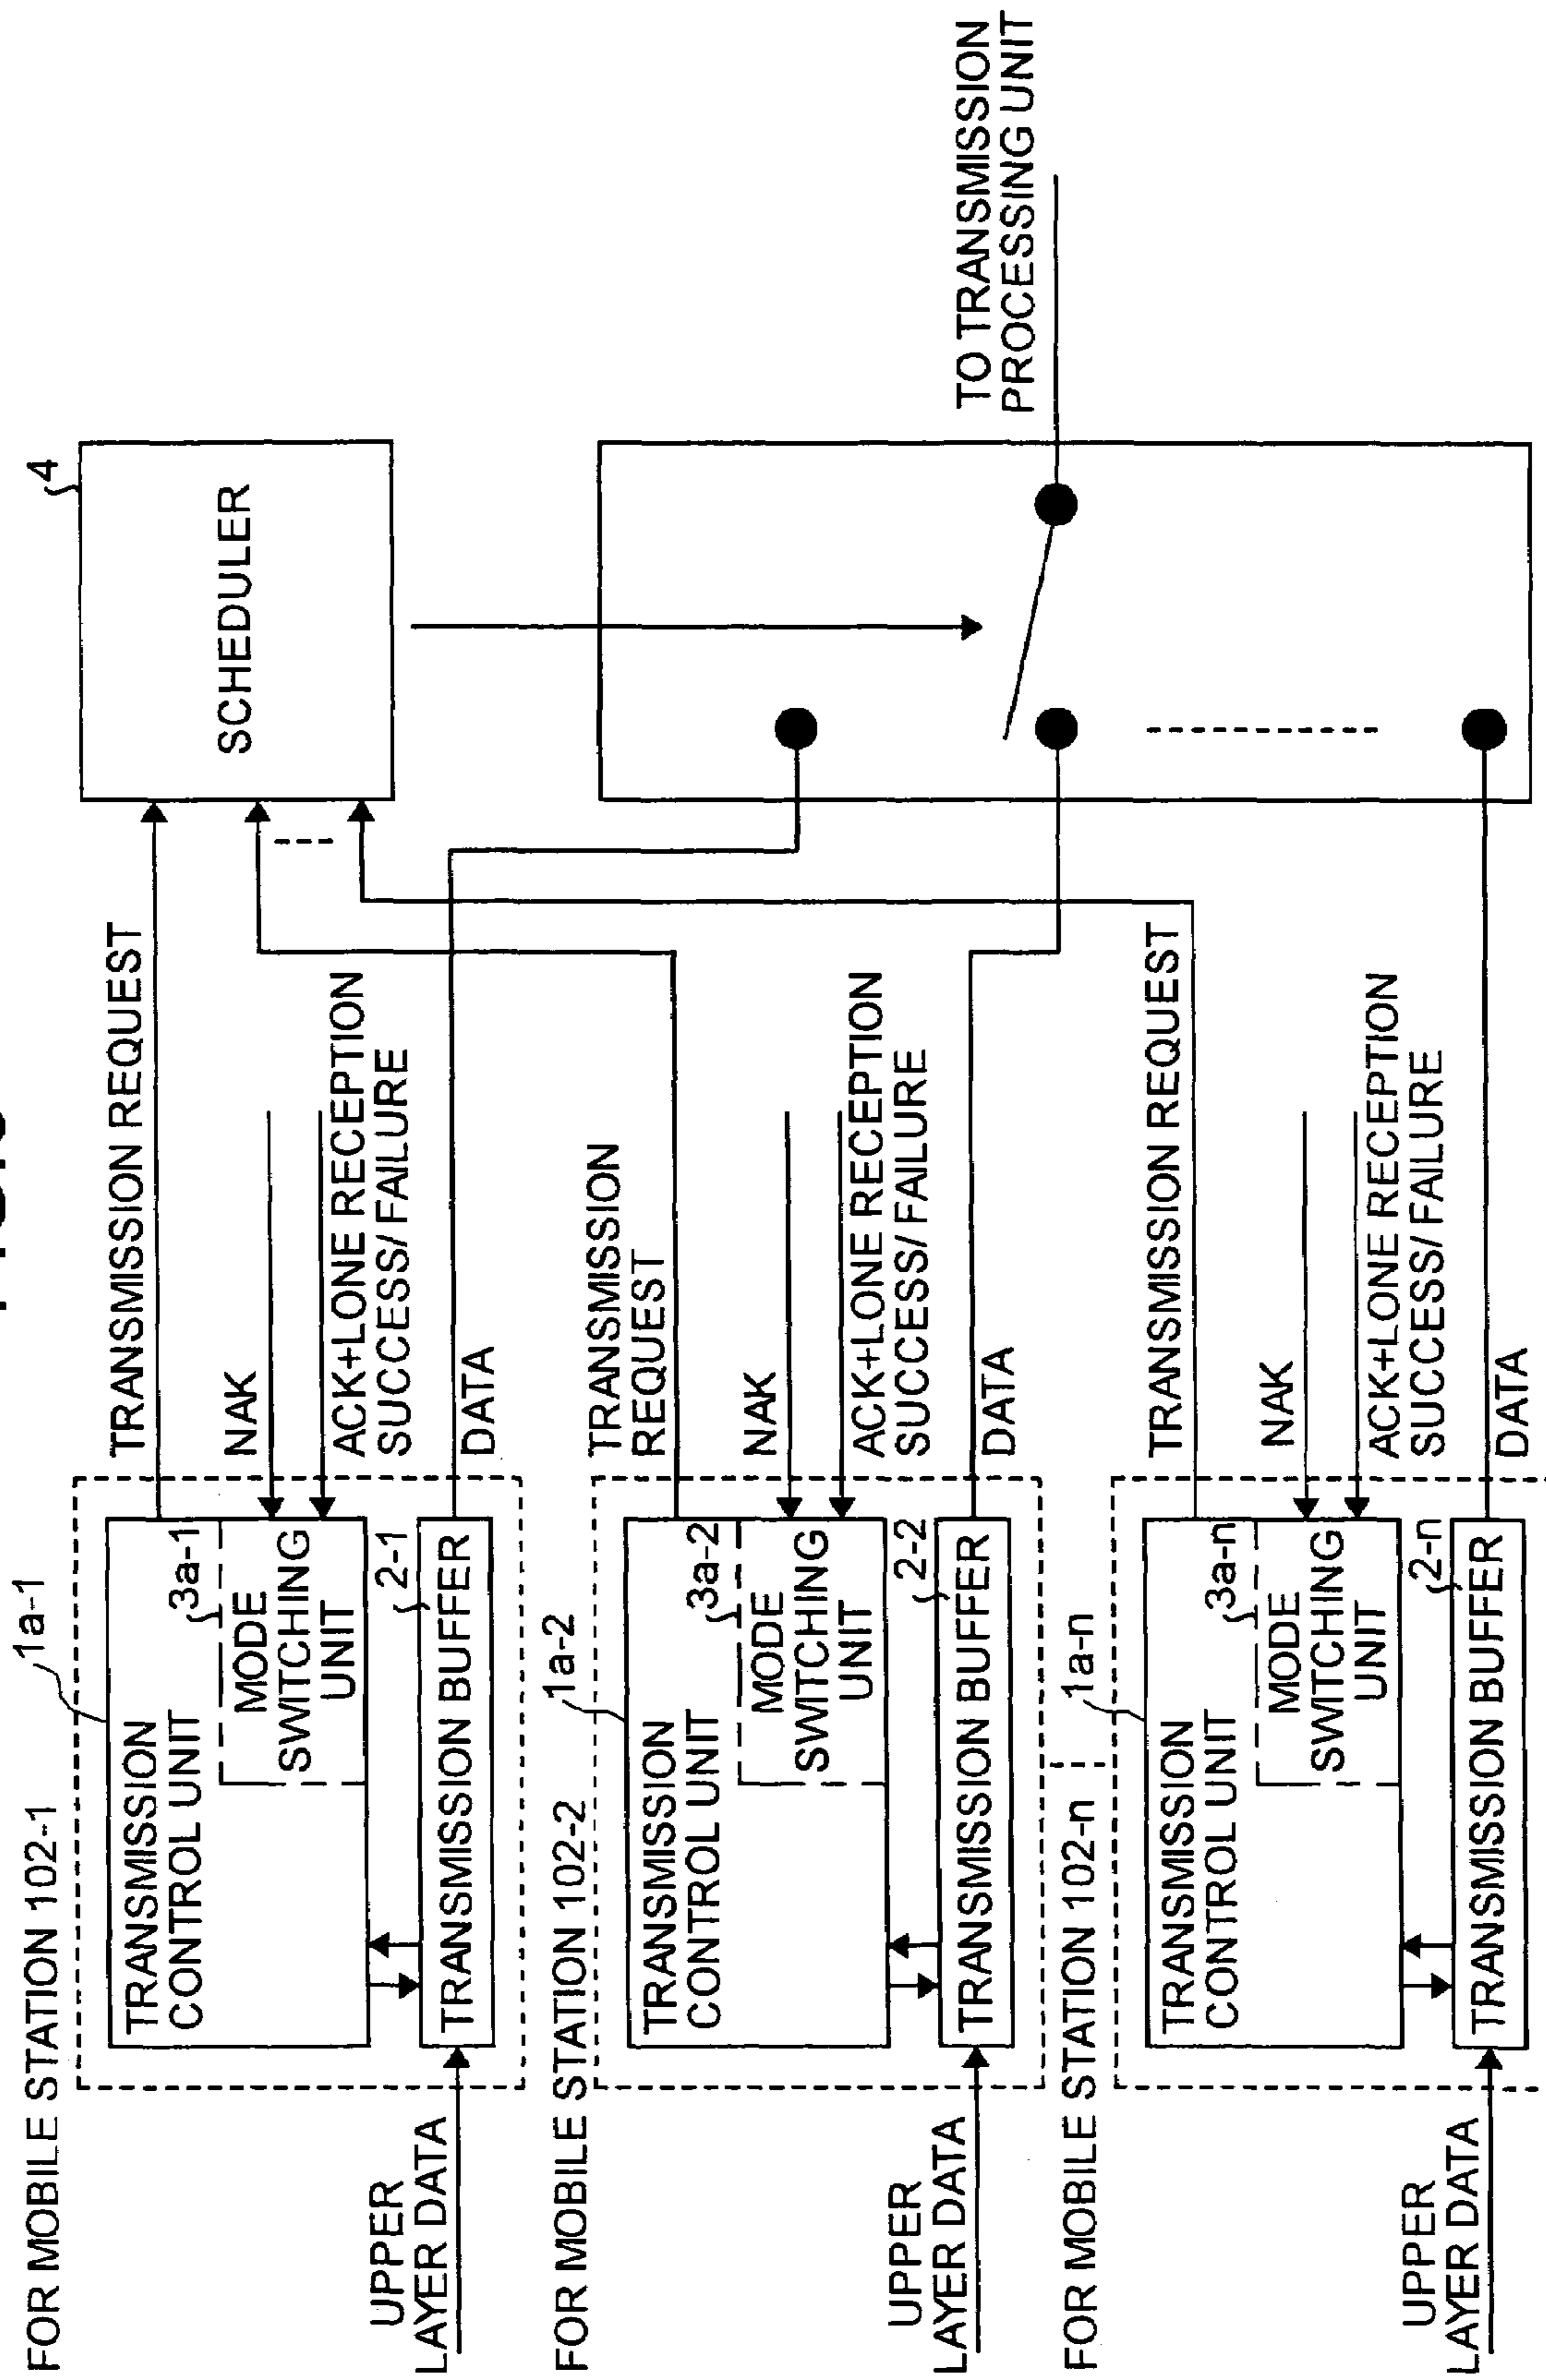 FOR MOBILE STATION 102-1
1a-1
TRANSMISSION
CONTROL UNIT
3a-1
MODE
SWITCHING
UNIT
2-1
TRANSMISSION BUFFER
UPPER
LAYER DATA
TRANSMISSION REQUEST
NAK
ACK+LONE RECEPTION
SUCCESS/FAILURE
DATA
SCHEDULER
4
FOR MOBILE STATION 102-2
1a-2
TRANSMISSION
CONTROL UNIT
3a-2
MODE
SWITCHING
UNIT
2-2
TRANSMISSION BUFFER
UPPER
LAYER DATA
TRANSMISSION
REQUEST
NAK
ACK+LONE RECEPTION
SUCCESS/FAILURE
DATA
TO TRANSMISSION
PROCESSING UNIT
FOR MOBILE STATION 102-n
1a-n
TRANSMISSION
CONTROL UNIT
3a-n
MODE
SWITCHING
UNIT
2-n
TRANSMISSION BUFFER
UPPER
LAYER DATA
TRANSMISSION REQUEST
NAK
ACK+LONE RECEPTION
SUCCESS/FAILURE
DATA